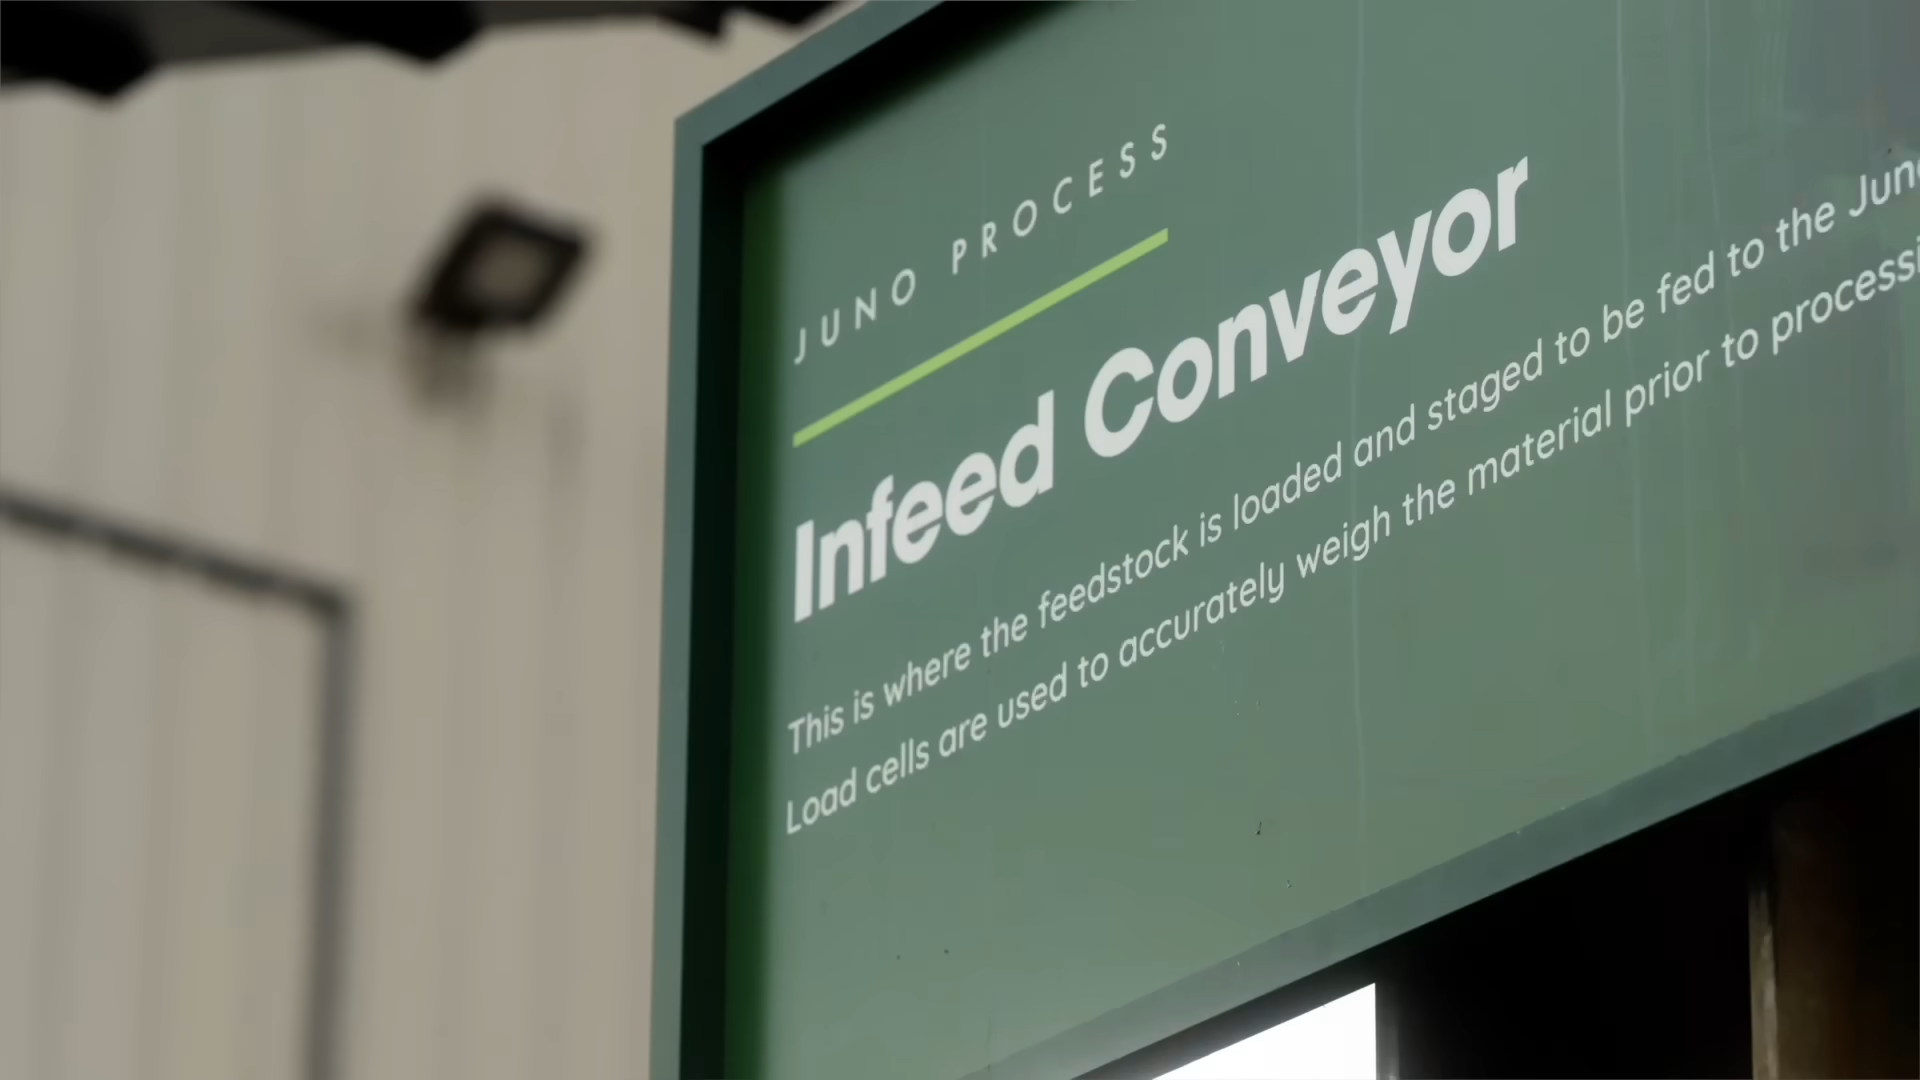 JUNO PROCESS
Infeed Conveyor
This is where the feedstock is loaded and staged to be fed to the
Load cells are used to accurately weigh the material prior to